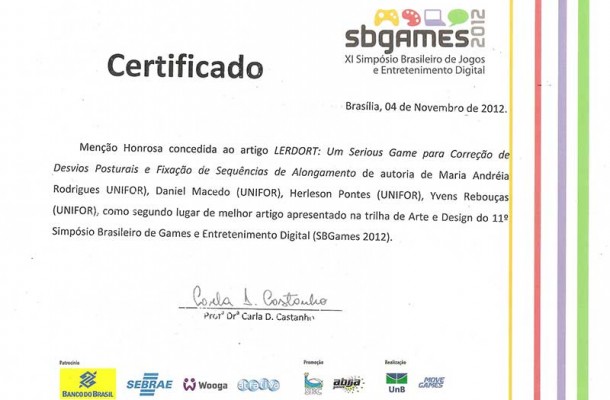 sbgames 2012
XI Simpósio Brasileiro de Jogos
e Entretenimento Digital
Certificado
Brasília, 04 de Novembro de 2012.
Menção Honrosa concedida ao artigo LERDORT: Um Serious Game para Correção de
Desvios Posturais e Fixação de Sequências de Alongamento de autoria de Maria Andréia
Rodrigues UNIFOR), Daniel Macedo (UNIFOR), Herleson Pontes (UNIFOR), Yvens Rebouças
(UNIFOR), como segundo lugar de melhor artigo apresentado na trilha de Arte e Design do 11º
Simpósio Brasileiro de Games e Entretenimento Digital (SBGames 2012).
Carla D. Castanho
Profª Drª Carla D. Castanho
Patrocínio
Promoção
Realização
BANCO DO BRASIL
SEBRAE
Wooga
abja
UnB
MOVE
GAMES